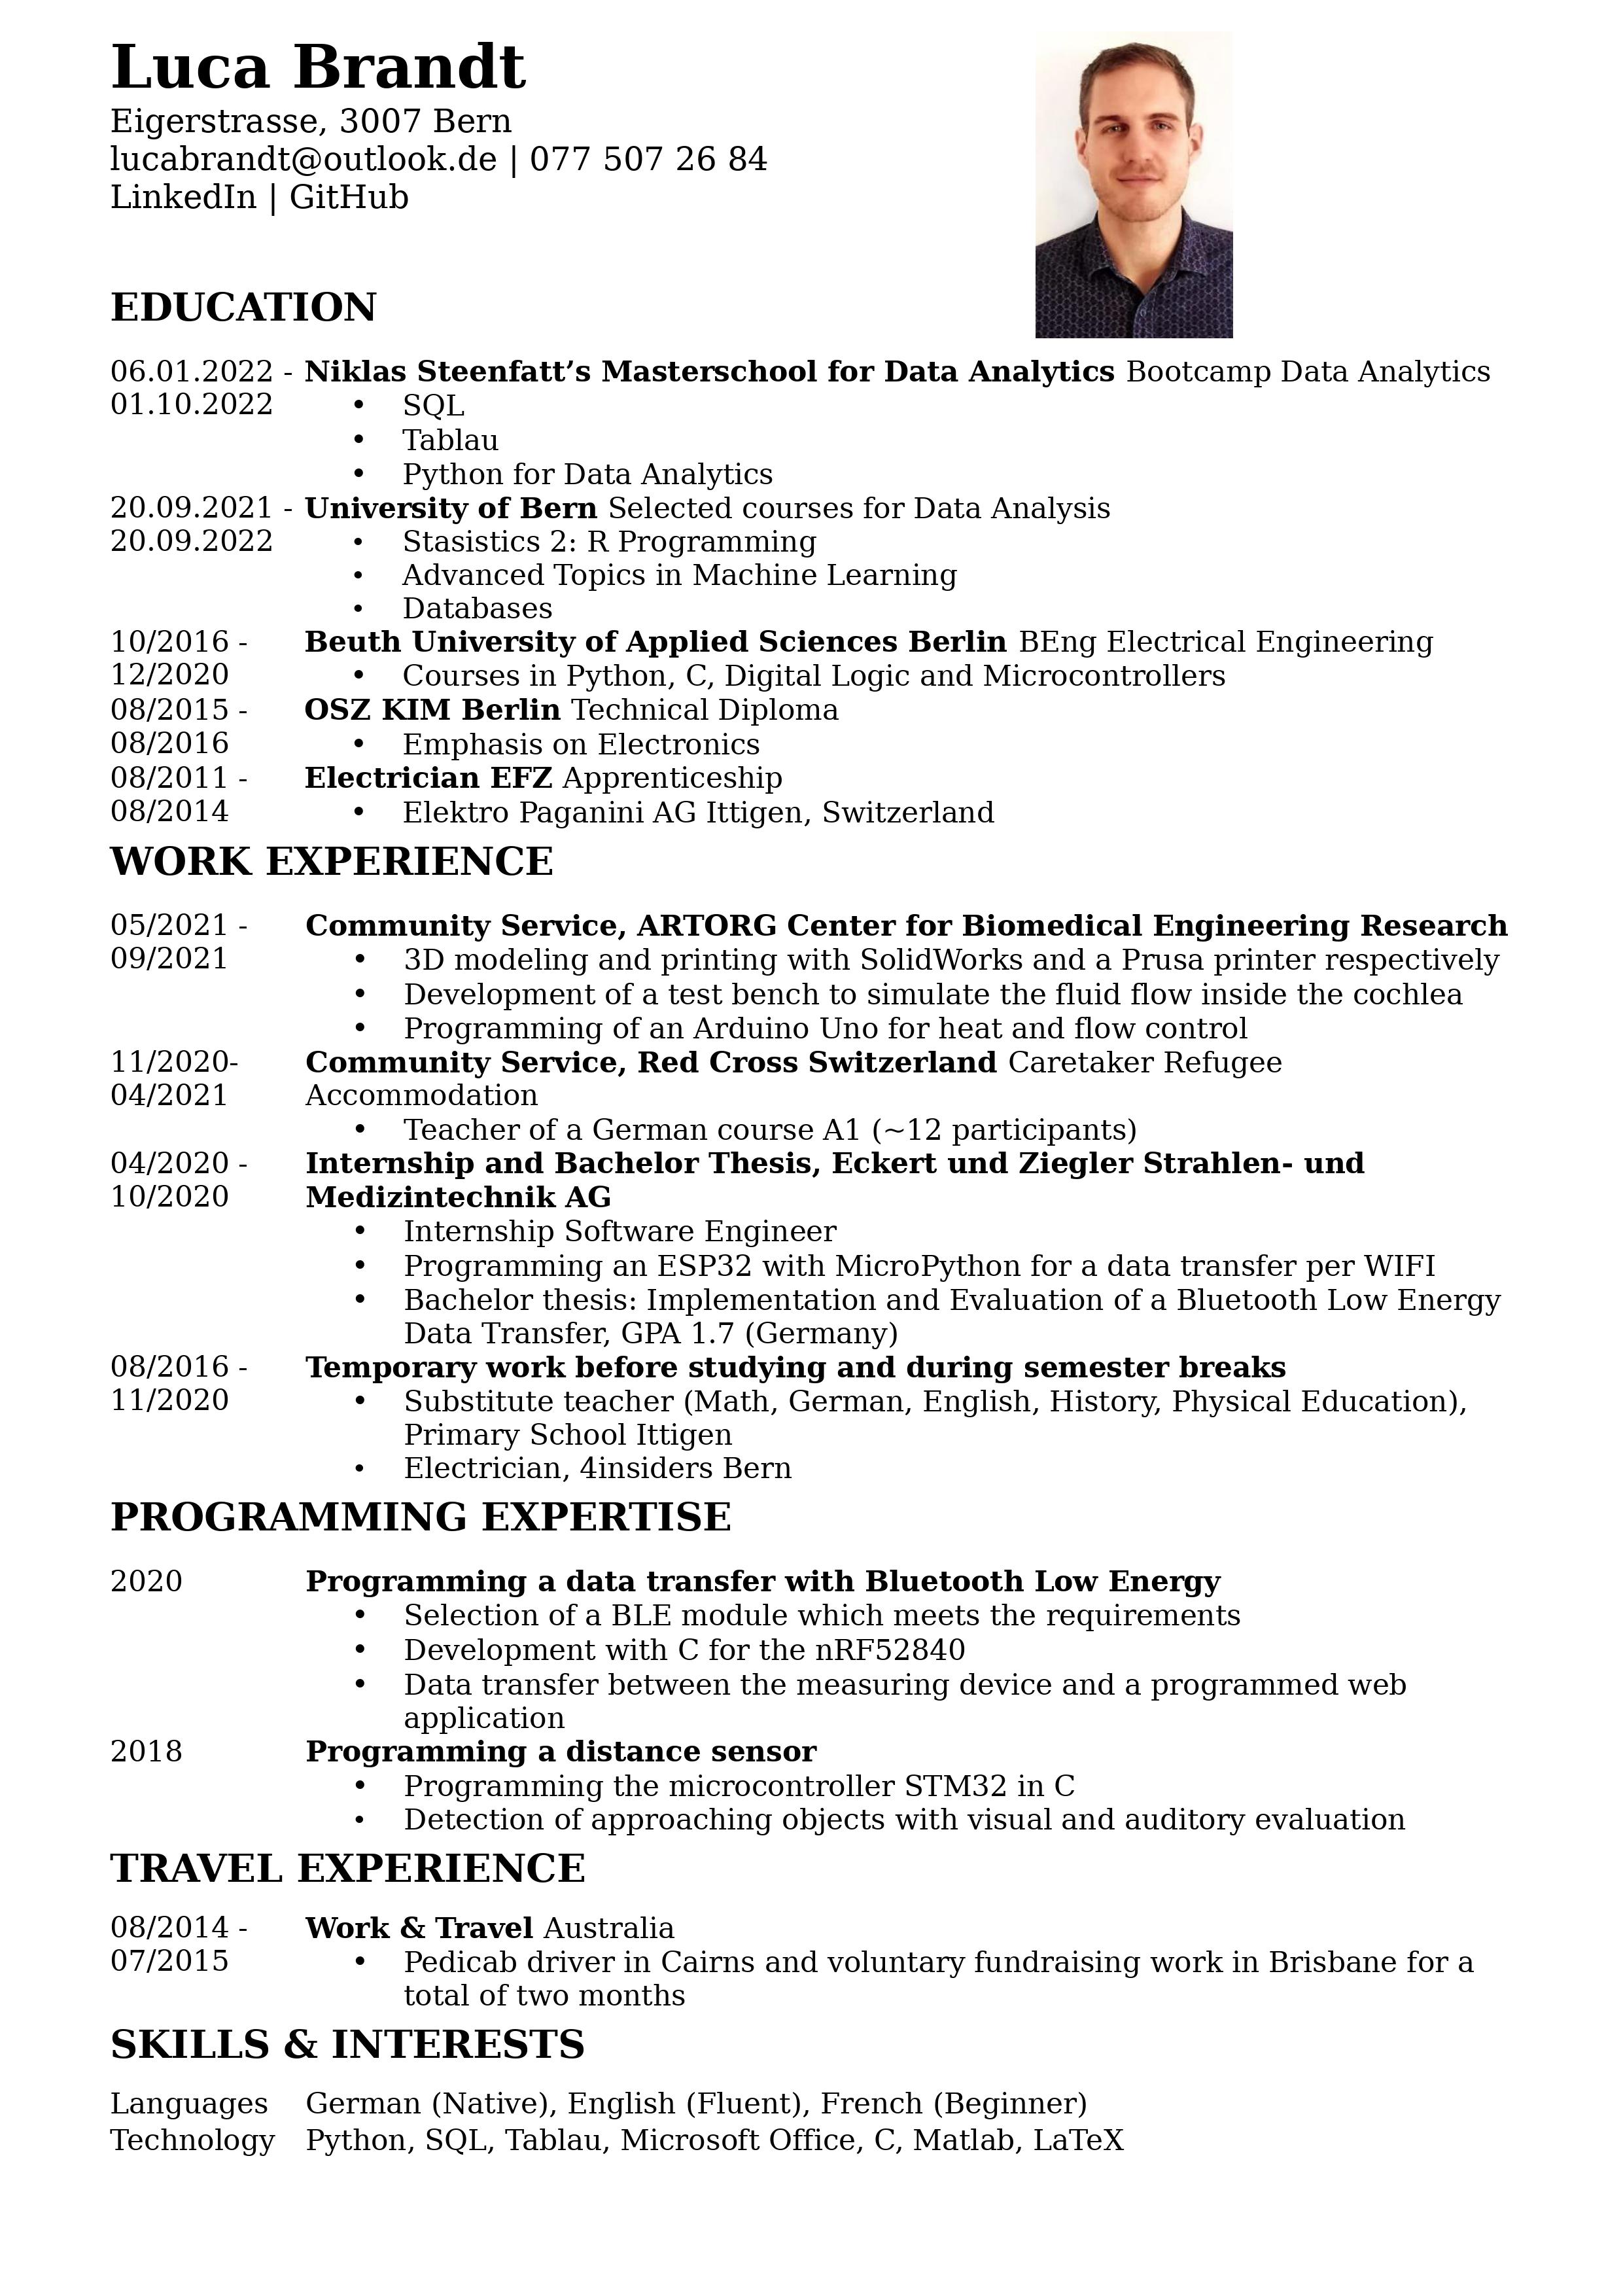 Luca Brandt
Eigerstrasse, 3007 Bern
lucabrandt@outlook.de | 077 507 26 84
LinkedIn | GitHub
EDUCATION
06.01.2022 - Niklas Steenfatt’s Masterschool for Data Analytics Bootcamp Data Analytics
01.10.2022 • SQL
• Tablau
• Python for Data Analytics
20.09.2021 - University of Bern Selected courses for Data Analysis
20.09.2022 • Stasistics 2: R Programming
• Advanced Topics in Machine Learning
• Databases
10/2016 - Beuth University of Applied Sciences Berlin BEng Electrical Engineering
12/2020 • Courses in Python, C, Digital Logic and Microcontrollers
08/2015 - OSZ KIM Berlin Technical Diploma
08/2016 • Emphasis on Electronics
08/2011 - Electrician EFZ Apprenticeship
08/2014 • Elektro Paganini AG Ittigen, Switzerland
WORK EXPERIENCE
05/2021 - Community Service, ARTORG Center for Biomedical Engineering Research
09/2021 • 3D modeling and printing with SolidWorks and a Prusa printer respectively
• Development of a test bench to simulate the fluid flow inside the cochlea
• Programming of an Arduino Uno for heat and flow control
11/2020- Community Service, Red Cross Switzerland Caretaker Refugee
04/2021 Accommodation
• Teacher of a German course A1 (~12 participants)
04/2020 - Internship and Bachelor Thesis, Eckert und Ziegler Strahlen- und
10/2020 Medizintechnik AG
• Internship Software Engineer
• Programming an ESP32 with MicroPython for a data transfer per WIFI
• Bachelor thesis: Implementation and Evaluation of a Bluetooth Low Energy
Data Transfer, GPA 1.7 (Germany)
08/2016 - Temporary work before studying and during semester breaks
11/2020 • Substitute teacher (Math, German, English, History, Physical Education),
Primary School Ittigen
• Electrician, 4insiders Bern
PROGRAMMING EXPERTISE
2020 Programming a data transfer with Bluetooth Low Energy
• Selection of a BLE module which meets the requirements
• Development with C for the nRF52840
• Data transfer between the measuring device and a programmed web
application
2018 Programming a distance sensor
• Programming the microcontroller STM32 in C
• Detection of approaching objects with visual and auditory evaluation
TRAVEL EXPERIENCE
08/2014 - Work & Travel Australia
07/2015 • Pedicab driver in Cairns and voluntary fundraising work in Brisbane for a
total of two months
SKILLS & INTERESTS
Languages German (Native), English (Fluent), French (Beginner)
Technology Python, SQL, Tablau, Microsoft Office, C, Matlab, LaTeX